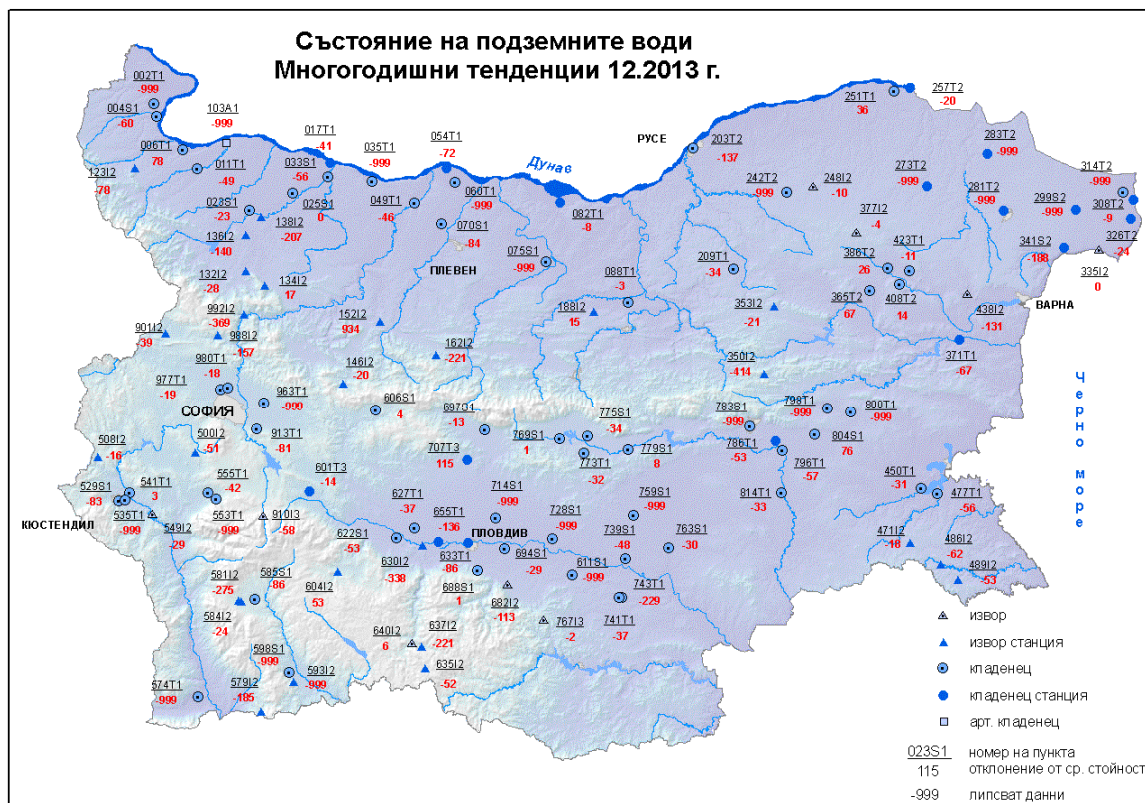 Състояние на подземните води
Многогодишни тенденции 12.2013 г.
002T1
-999
004S1
-60
103A1
-999
006T1
78
011T1
-49
123I2
-78
017T1
-41
033S1
-56
035T1
-999
054T1
-72
Дунав
РУСЕ
203T2
-137
251T1
36
257T2
-20
283T2
-999
273T2
-999
314T2
-999
242T2
-999
248I2
-10
281T2
-999
299S2
-999
308T2
-9
028S1
-23
025S1
0
049T1
-46
060T1
-999
082T1
-8
377I2
-4
326T2
-24
138I2
-207
136I2
-140
070S1
-84
ПЛЕВЕН
075S1
-999
088T1
-3
209T1
-34
386T2
26
423T1
-11
341S2
-188
335I2
0
132I2
-28
134I2
17
365T2
67
408T2
14
438I2
-131
ВАРНА
992I2
-369
901I2
-39
988I2
-157
152I2
934
188I2
15
353I2
-21
162I2
-221
350I2
-414
371T1
-67
980T1
-18
977T1
-19
146I2
-20
СОФИЯ
963T1
-999
606S1
4
697S1
-13
775S1
-34
783S1
-999
798T1
-999
800T1
-999
Черно море
508I2
-16
500I2
-51
913T1
-81
707T3
115
769S1
1
773T1
-32
779S1
8
786T1
-53
804S1
76
796T1
-57
529S1
-83
541T1
3
555T1
-42
601T3
-14
450T1
-31
477T1
-56
КЮСТЕНДИЛ
535T1
-999
549I2
-29
553T1
-999
910I3
-58
627T1
-37
714S1
-999
759S1
-999
814T1
-33
655T1
-136
ПЛОВДИВ
728S1
-999
622S1
-53
739S1
-48
763S1
-30
471I2
-18
486I2
-62
630I2
-338
633T1
-86
694S1
-29
611S1
-999
489I2
-53
581I2
-275
585S1
86
604I2
53
688S1
1
682I2
-113
743T1
-229
584I2
-24
741T1
-37
767I3
-2
640I2
6
637I2
-221
598S1
-999
593I2
-999
635I2
-52
574T1
-999
579I2
-185
извор
извор станция
кладенец
кладенец станция
арт. кладенец
023S1 номер на пункта
115 отклонение от ср. стойност
-999 липсват данни